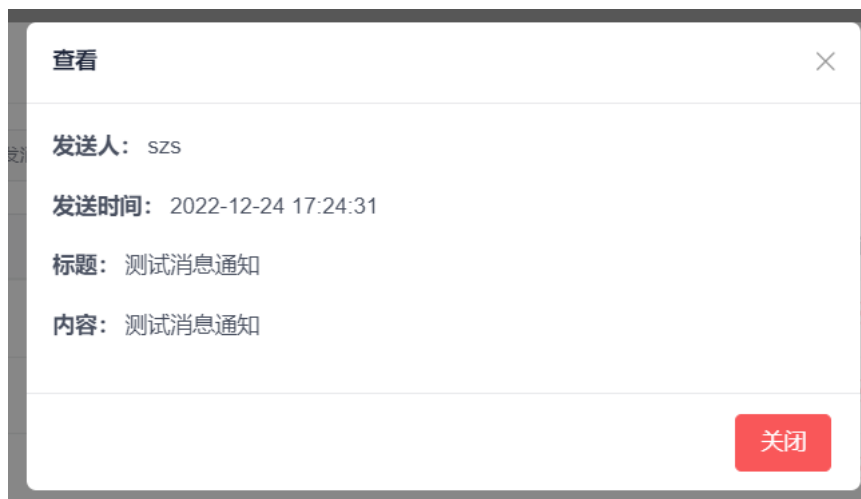 查看
发送人： szs
发送时间： 2022-12-24 17:24:31
标题： 测试消息通知
内容： 测试消息通知
关闭